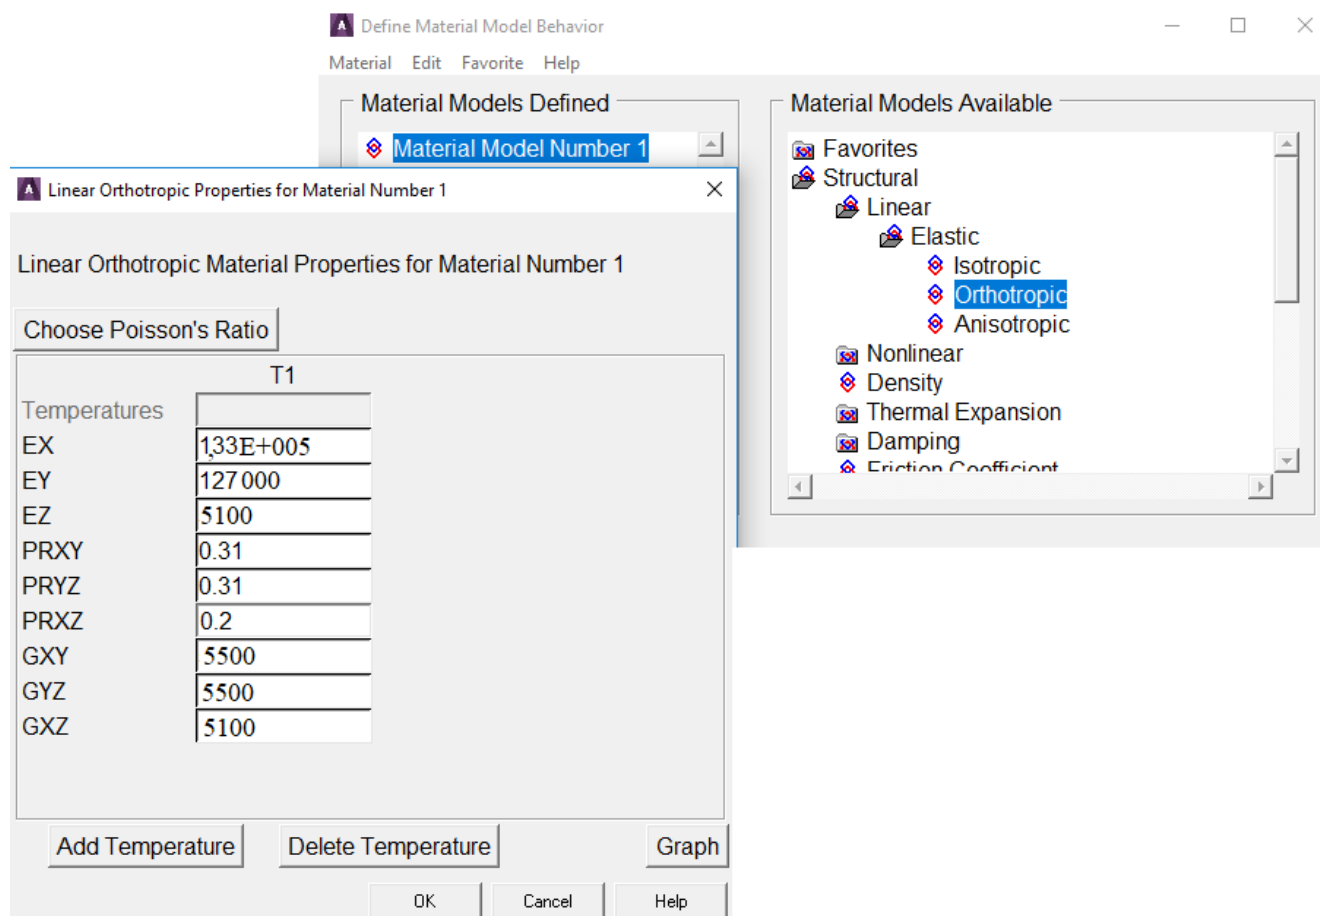 Define Material Model Behavior
Material Edit Favorite Help
Material Models Defined
Material Model Number 1
Material Models Available
Favorites
Structural
Linear
Elastic
Isotropic
Orthotropic
Anisotropic
Nonlinear
Density
Thermal Expansion
Damping
Friction Coefficient
Linear Orthotropic Properties for Material Number 1
Linear Orthotropic Material Properties for Material Number 1
Choose Poisson's Ratio
T1
Temperatures
EX 1,33E+005
EY 127000
EZ 5100
PRXY 0.31
PRYZ 0.31
PRXZ 0.2
GXY 5500
GYZ 5500
GXZ 5100
Add Temperature Delete Temperature Graph
OK Cancel Help